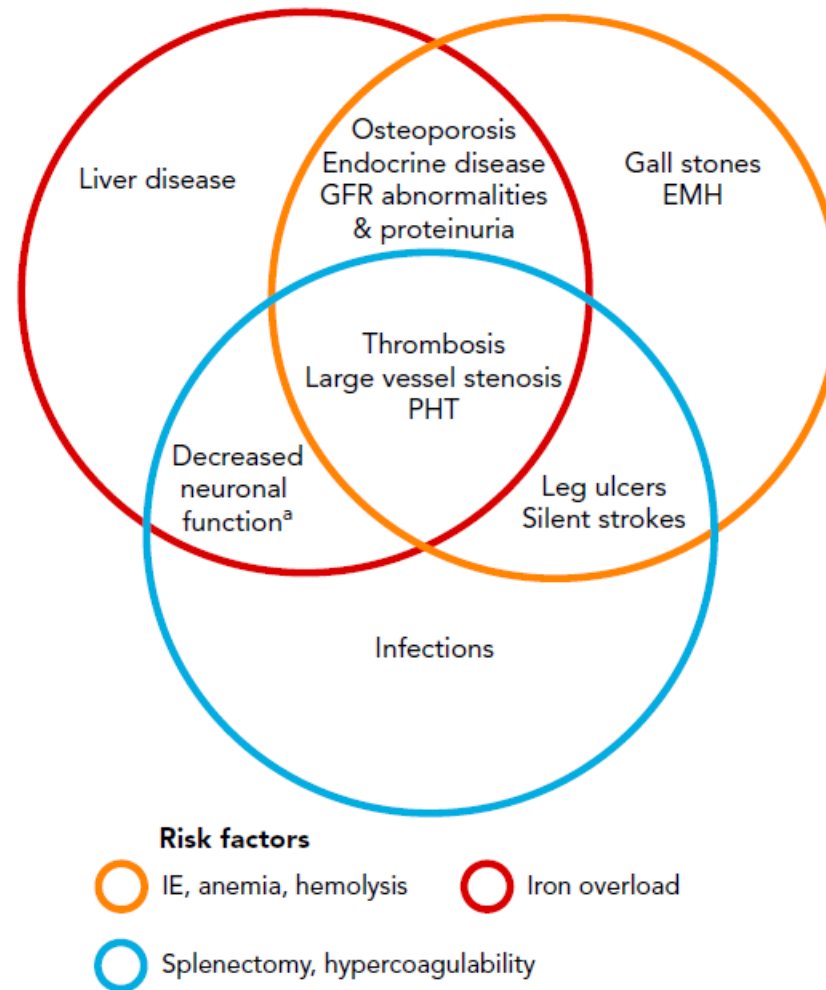 Liver disease
Osteoporosis
Endocrine disease
GFR abnormalities
& proteinuria
Gall stones
EMH
Thrombosis
Large vessel stenosis
PHT
Decreased
neuronal
functionᵃ
Leg ulcers
Silent strokes
Infections
Risk factors
IE, anemia, hemolysis
Iron overload
Splenectomy, hypercoagulability